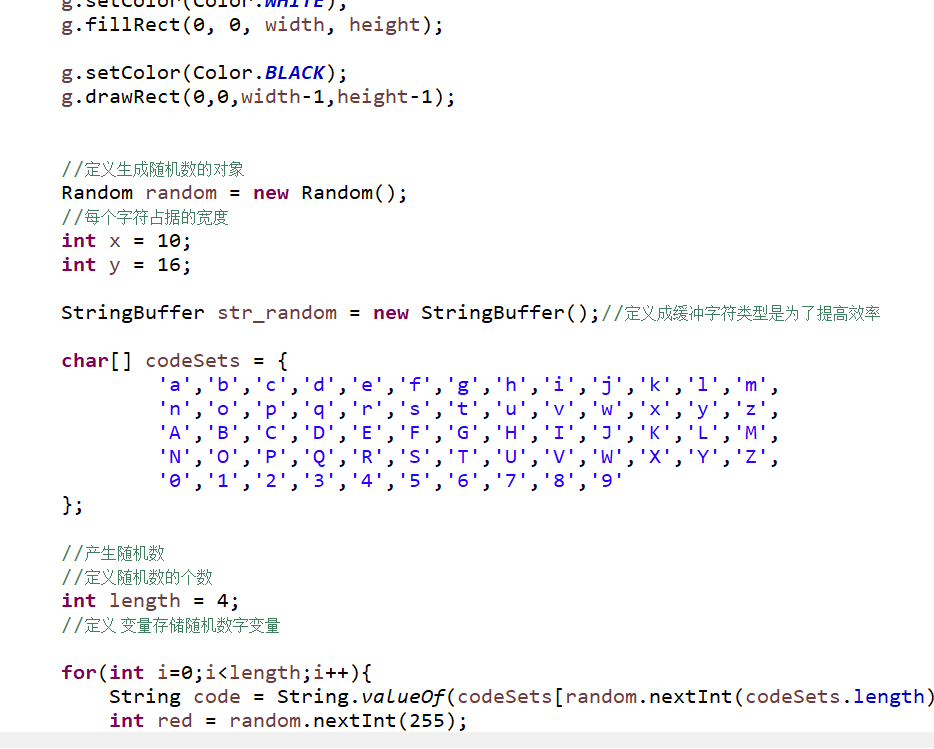 g.setColor(Color.WHITE);
g.fillRect(0, 0, width, height);
g.setColor(Color.BLACK);
g.drawRect(0,0,width-1,height-1);
//定义生成随机数的对象
Random random = new Random();
//每个字符占据的宽度
int x = 10;
int y = 16;
StringBuffer str_random = new StringBuffer();//定义成缓冲字符类型是为了提高效率
char[] codeSets = {
'a','b','c','d','e','f','g','h','i','j','k','l','m',
'n','o','p','q','r','s','t','u','v','w','x','y','z',
'A','B','C','D','E','F','G','H','I','J','K','L','M',
'N','O','P','Q','R','S','T','U','V','W','X','Y','Z',
'0','1','2','3','4','5','6','7','8','9'
};
//产生随机数
//定义随机数的个数
int length = 4;
//定义 变量存储随机数字变量
for(int i=0;i<length;i++){
String code = String.valueOf(codeSets[random.nextInt(codeSets.length)
int red = random.nextInt(255);